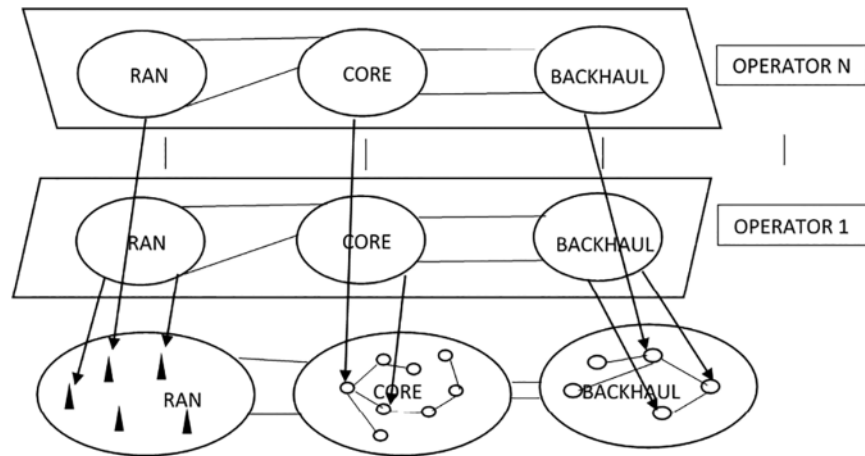 RAN
CORE
BACKHAUL
OPERATOR N
RAN
CORE
BACKHAUL
OPERATOR 1
RAN
CORE
BACKHAUL